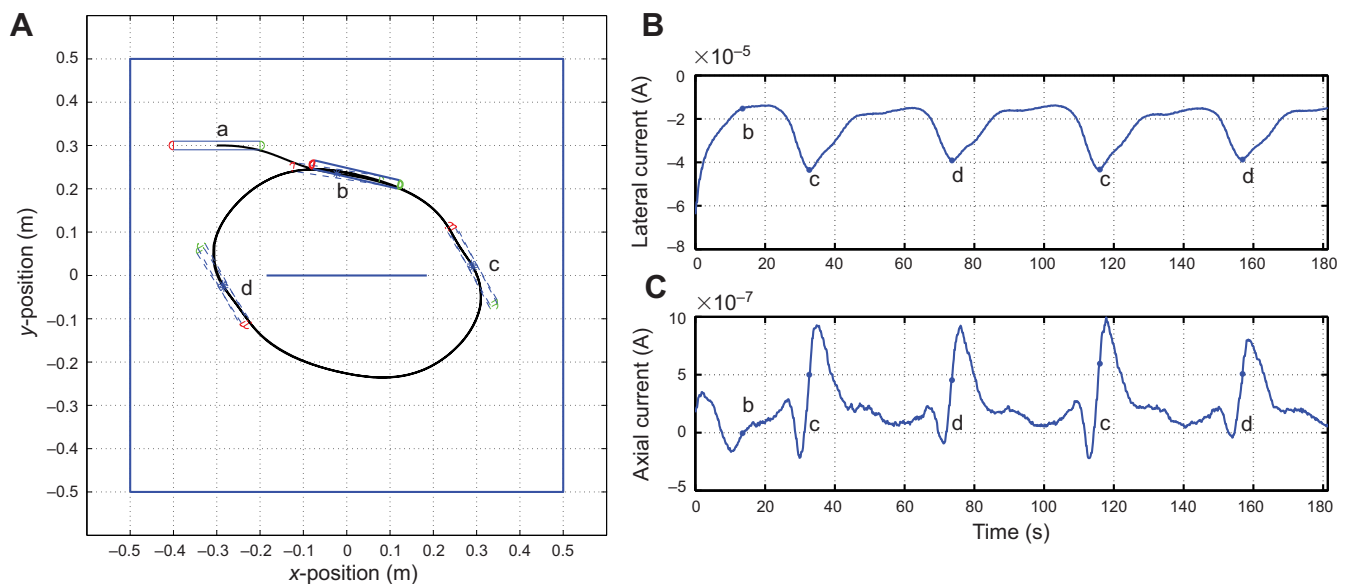 A
0.5
0.4
0.3
0.2
0.1
0
–0.1
–0.2
–0.3
–0.4
–0.5
y-position (m)
a
b
c
d
–0.5 –0.4 –0.3 –0.2 –0.1 0 0.1 0.2 0.3 0.4 0.5
x-position (m)
B
×10⁻⁵
0
–2
–4
–6
–8
Lateral current (A)
b
c
d
c
d
0 20 40 60 80 100 120 140 160 180
C
×10⁻⁷
10
5
0
–5
Axial current (A)
b
c
d
c
d
0 20 40 60 80 100 120 140 160 180
Time (s)